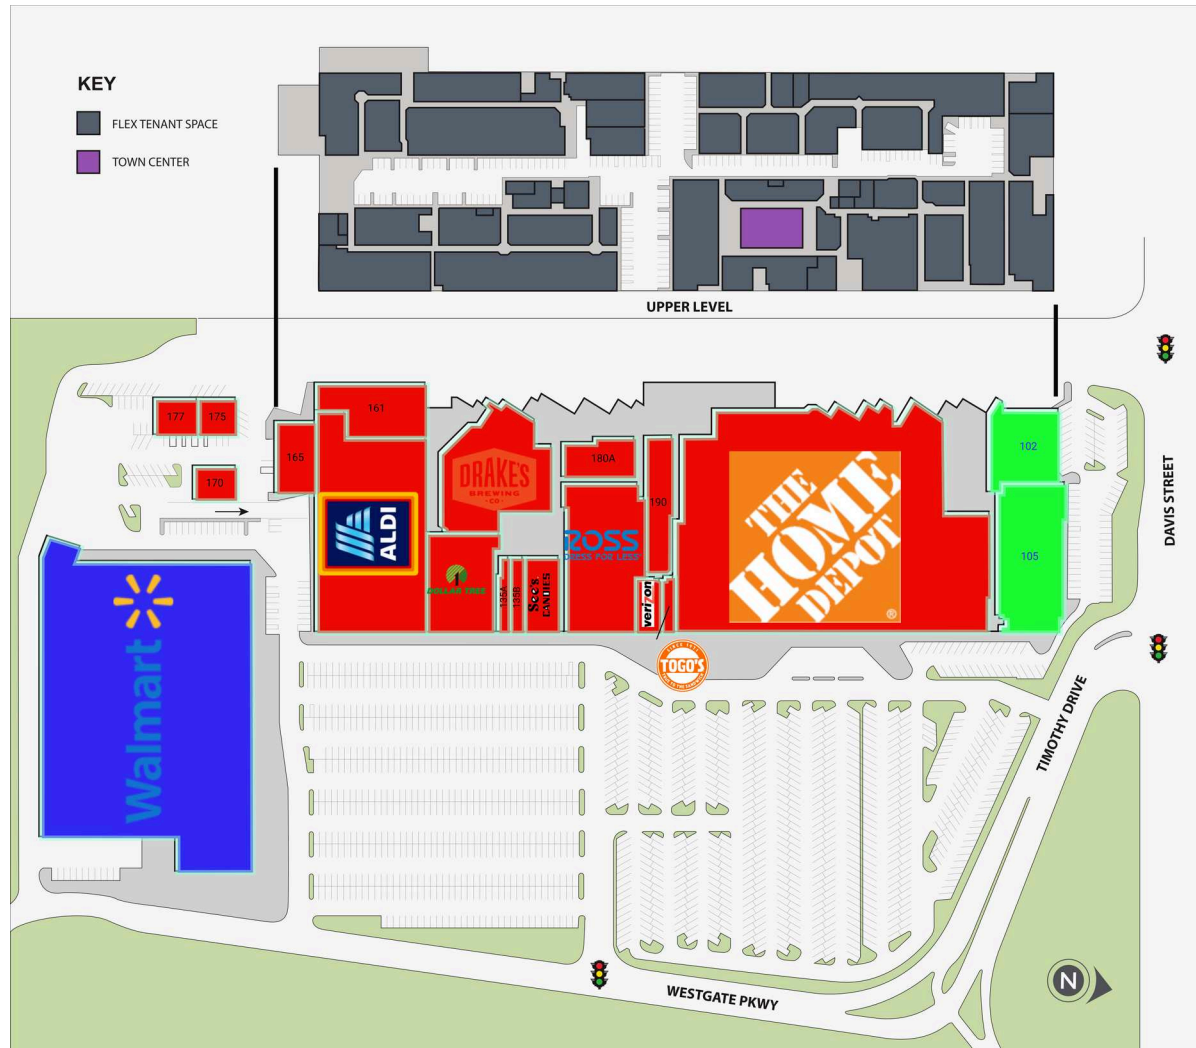 KEY
FLEX TENANT SPACE
TOWN CENTER
UPPER LEVEL
161
177
175
165
170
DRAKE'S
BREWING
CO
180A
190
102
105
ALDI
ROSS
DRESS FOR LESS
THE
HOME
DEPOT
®
1
DOLLAR TREE
135A
135B
See's
CANDIES
verizon
TOGO'S
Walmart
DAVIS STREET
TIMOTHY DRIVE
WESTGATE PKWY
N